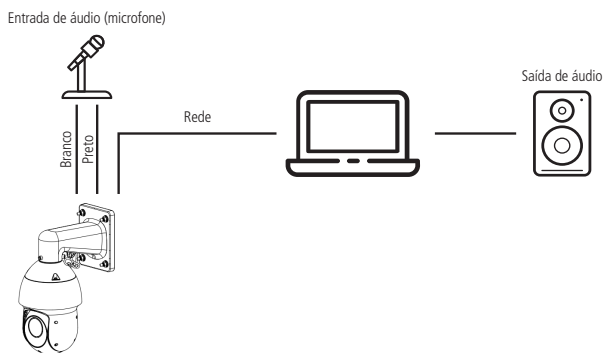 Entrada de áudio (microfone)
Saída de áudio
Rede
Branco
Preto